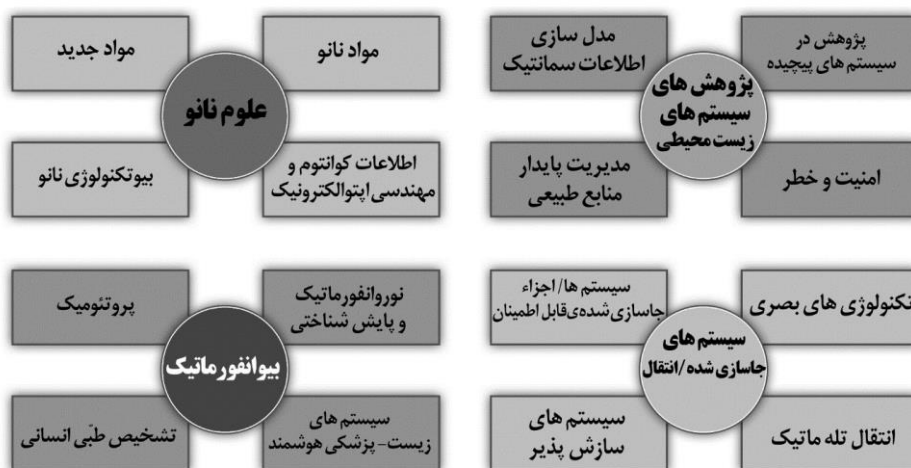 پژوهش در
سیستم های پیچیده
مدل سازی
اطلاعات سمانتیک
پژوهش های
سیستم های
زیست محیطی
امنیت و خطر
مدیریت پایدار
منابع طبیعی
مواد نانو
مواد جدید
علوم نانو
اطلاعات کوانتوم و
مهندسی اپتوالکترونیک
بیوتکنولوژی نانو
تکنولوژی های بصری
سیستم ها/اجزاء
جاسازی شده‌ی قابل اطمینان
سیستم های
جاسازی شده/انتقال
انتقال تله ماتیک
سیستم های
سازش پذیر
نوروانفورماتیک
و پایش شناختی
پروتئومیک
بیوانفورماتیک
سیستم های
زیست-پزشکی هوشمند
تشخیص طبّی انسانی